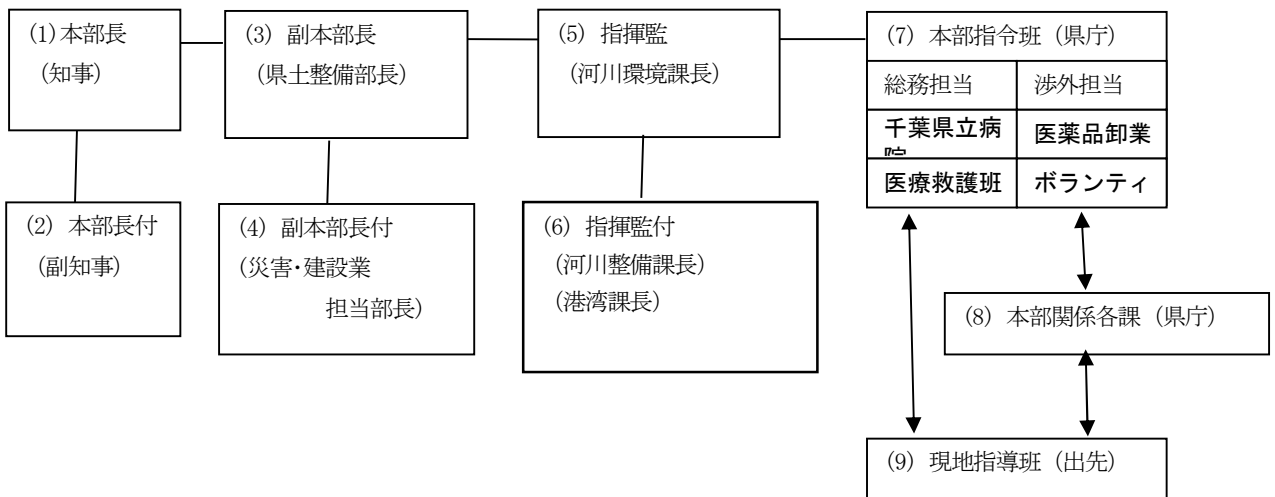 (1)本部長
(知事)
(3) 副本部長
(県土整備部長)
(5) 指揮監
(河川環境課長)
(7) 本部指令班 (県庁)
総務担当
渉外担当
千葉県立病
医薬品卸業
医療救護班
ボランティ
(2) 本部長付
(副知事)
(4) 副本部長付
(災害・建設業
担当部長)
(6) 指揮監付
(河川整備課長)
(港湾課長)
(8) 本部関係各課 (県庁)
(9) 現地指導班 (出先)